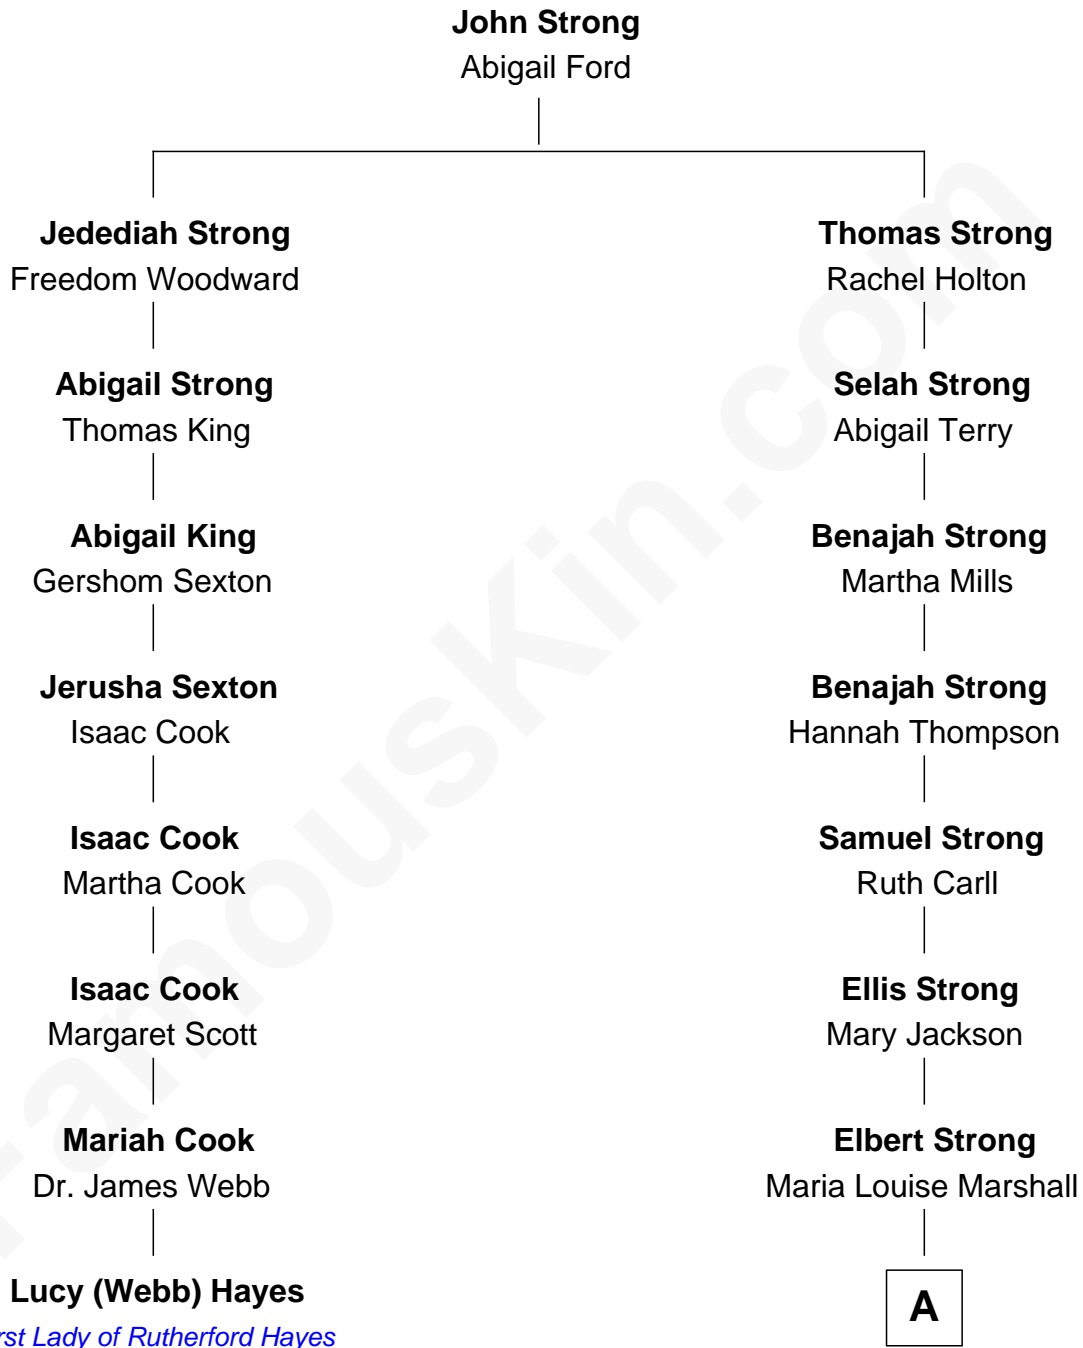 John Strong
Abigail Ford
Jedediah Strong
Freedom Woodward
Thomas Strong
Rachel Holton
Abigail Strong
Thomas King
Selah Strong
Abigail Terry
Abigail King
Gershom Sexton
Benajah Strong
Martha Mills
Jerusha Sexton
Isaac Cook
Benajah Strong
Hannah Thompson
Isaac Cook
Martha Cook
Samuel Strong
Ruth Carll
Isaac Cook
Margaret Scott
Ellis Strong
Mary Jackson
Mariah Cook
Dr. James Webb
Elbert Strong
Maria Louise Marshall
Lucy (Webb) Hayes
rst Lady of Rutherford Hayes
A
FamousKin.com